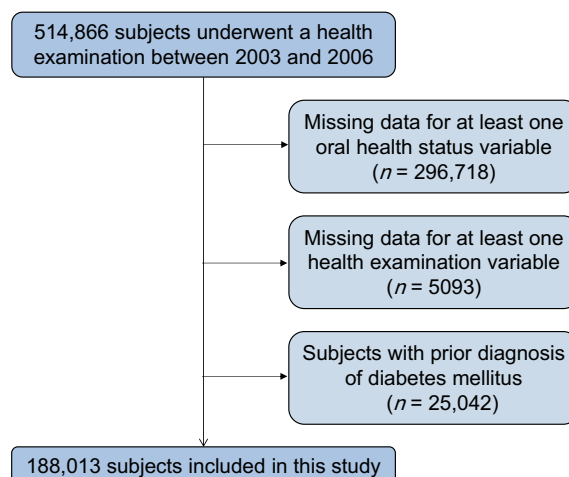 514,866 subjects underwent a health
examination between 2003 and 2006
Missing data for at least one
oral health status variable
(n = 296,718)
Missing data for at least one
health examination variable
(n = 5093)
Subjects with prior diagnosis
of diabetes mellitus
(n = 25,042)
188,013 subjects included in this study